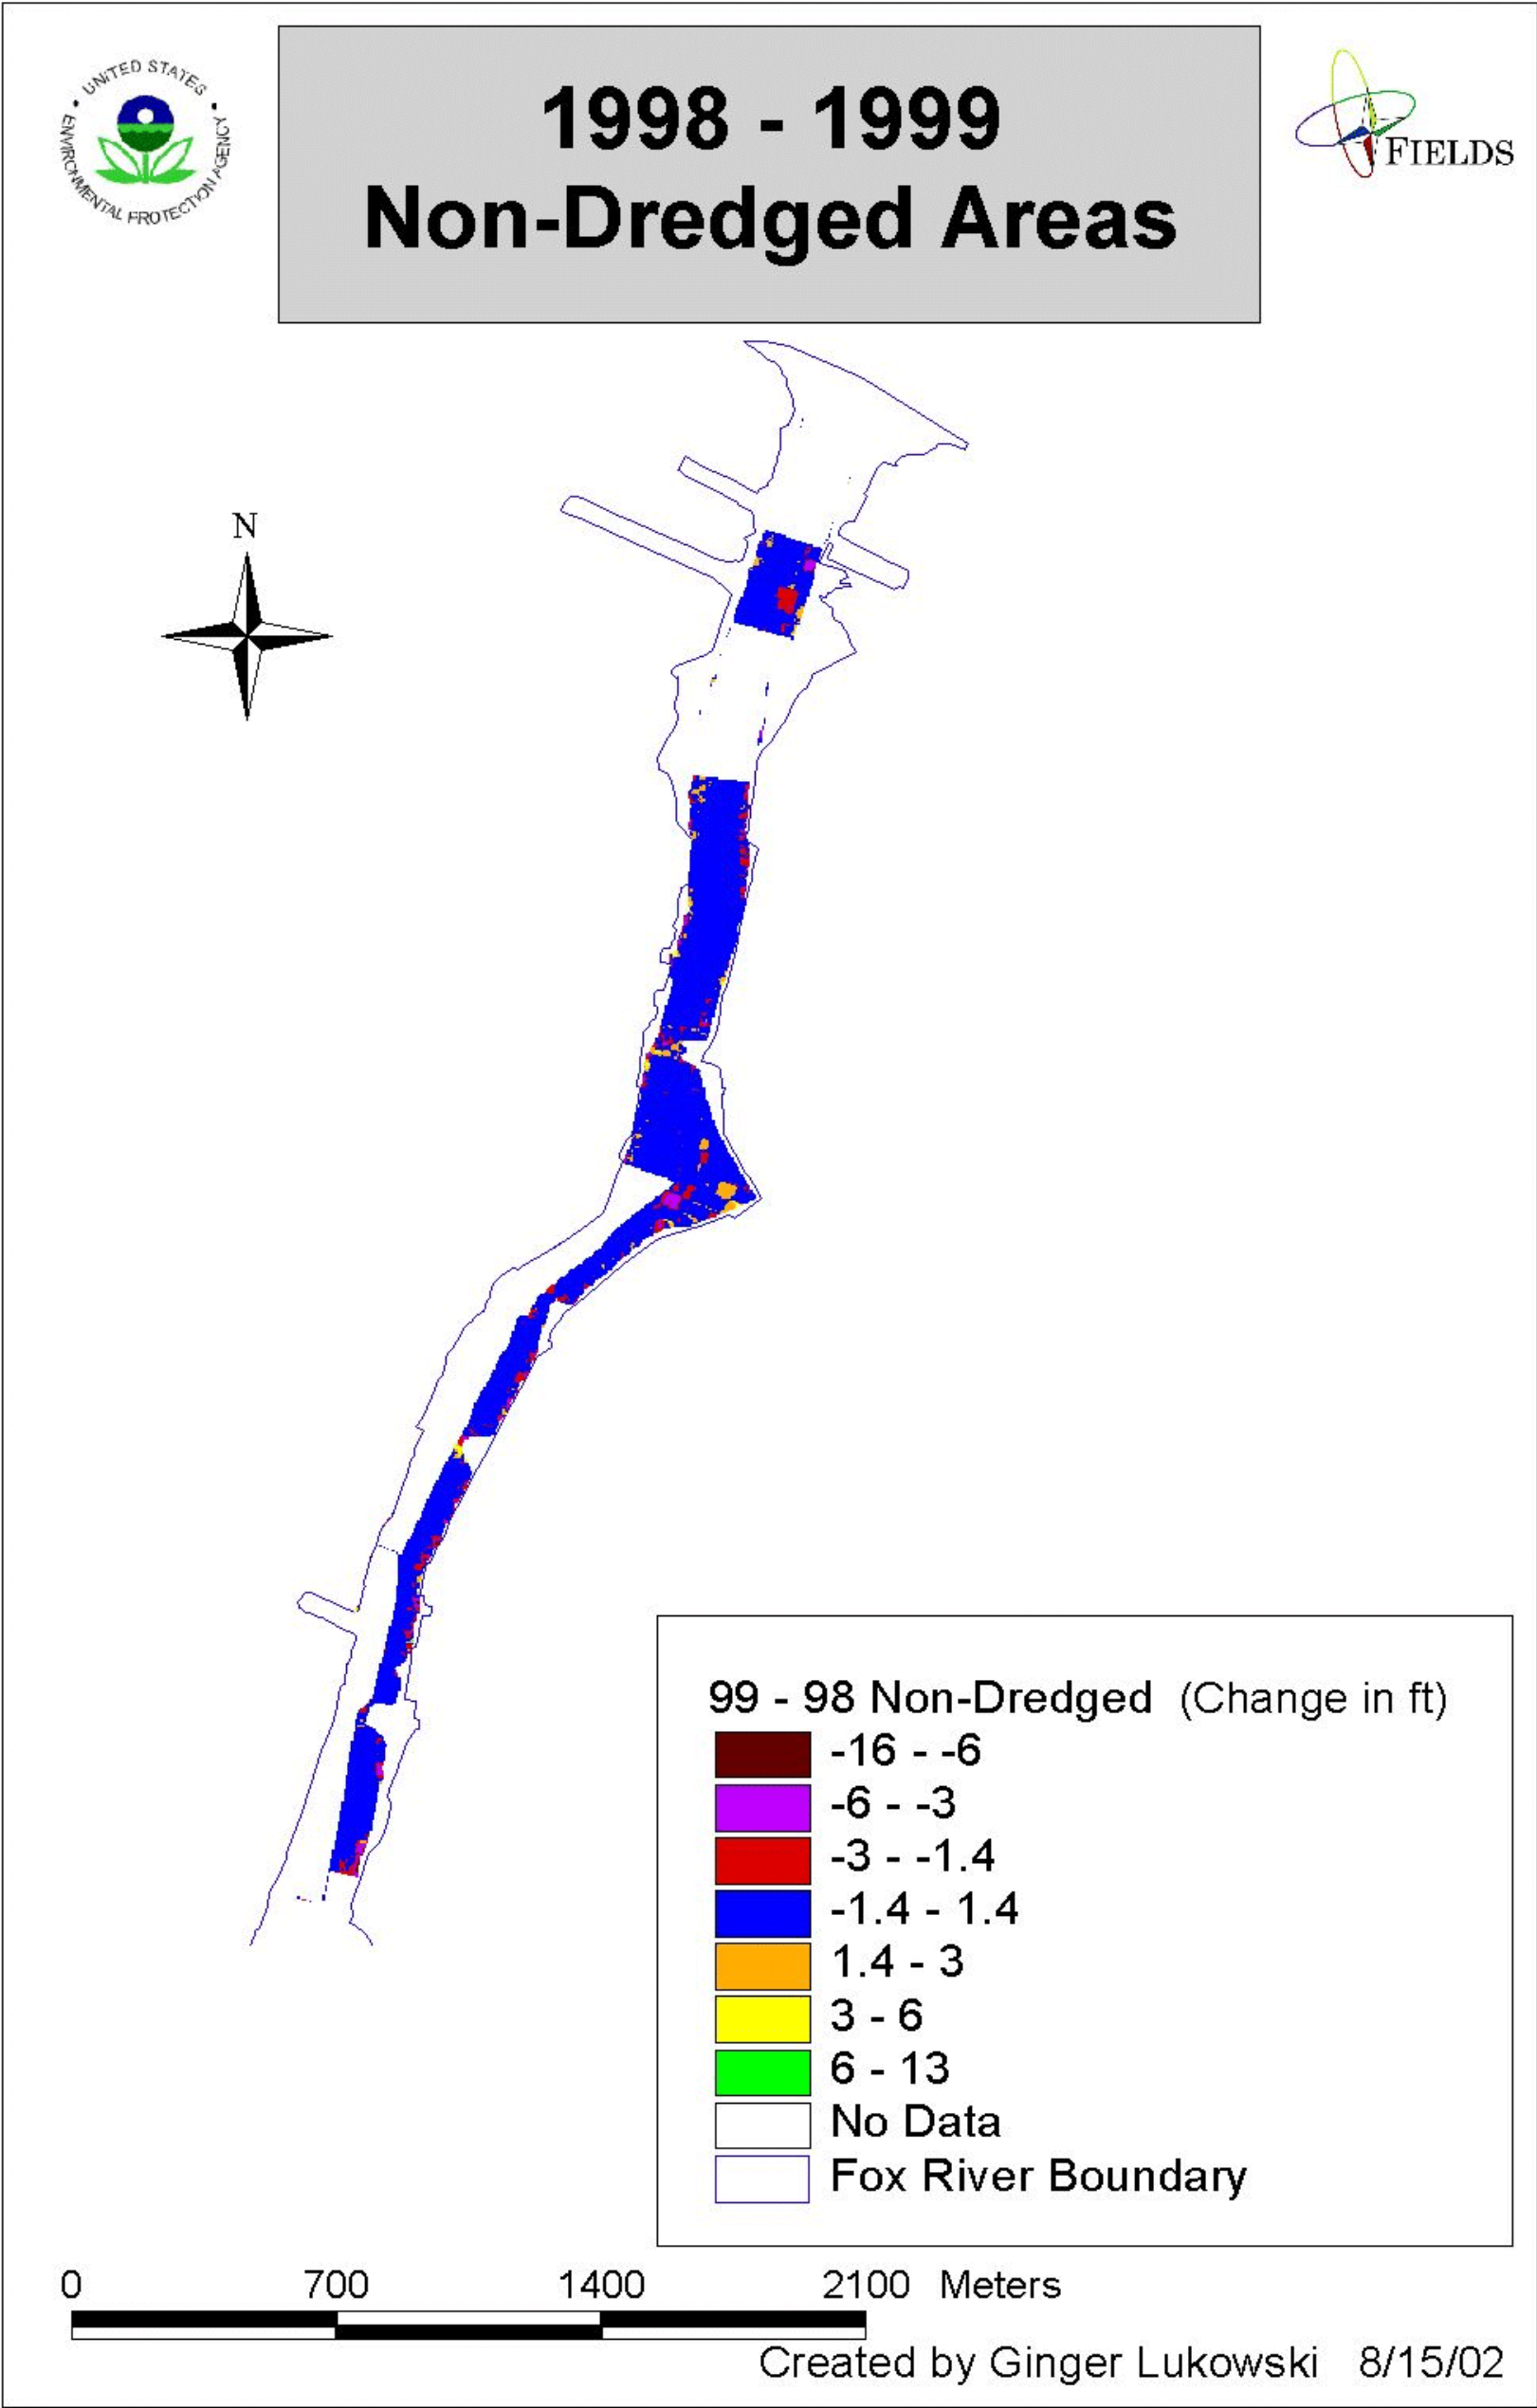 UNITED STATES
ENVIRONMENTAL PROTECTION AGENCY
1998 - 1999
Non-Dredged Areas
FIELDS
N
99 - 98 Non-Dredged (Change in ft)
-16 - -6
-6 - -3
-3 - -1.4
-1.4 - 1.4
1.4 - 3
3 - 6
6 - 13
No Data
Fox River Boundary
0 700 1400 2100 Meters
Created by Ginger Lukowski 8/15/02